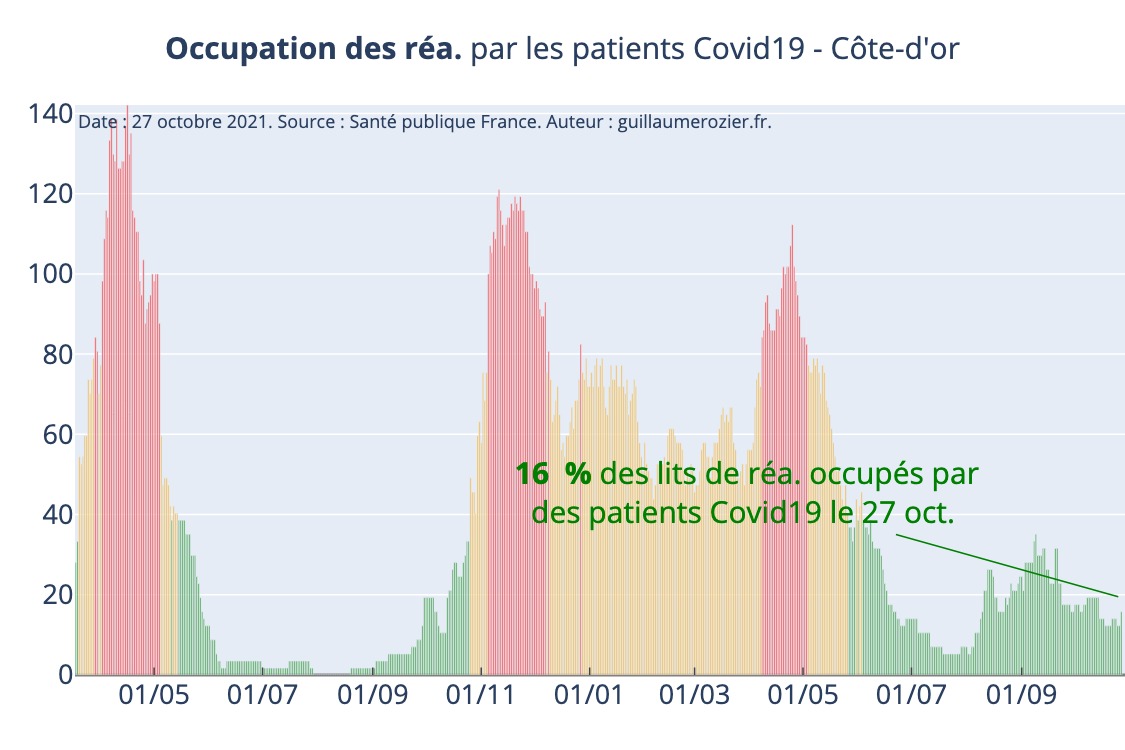 Occupation des réa. par les patients Covid19 - Côte-d'or
140
Date : 27 octobre 2021. Source : Santé publique France. Auteur : guillaumerozier.fr.
120
100
80
60
16  % des lits de réa. occupés par
des patients Covid19 le 27 oct.
40
20
0
01/05 01/07 01/09 01/11 01/01 01/03 01/05 01/07 01/09